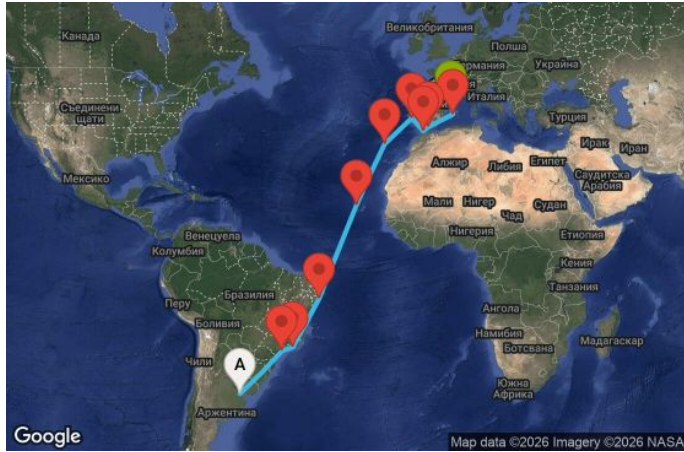 Канада
Великобритания
Полша
Германия
Украйна
Италия
Съединени
щати
Турция
Мексико
Алжир
Либия
Египет
Ирак
Иран
Саудитска
Арабия
Мали
Нигер
Чад
Судан
Венецуела
Колумбия
Нигерия
Етиопия
Кения
Танзания
Перу
Бразилия
Боливия
Ангола
Намибия
Ботсвана
Мадагаскар
Чили
A
Южна
Африка
Аржентина
Google
Map data ©2026 Imagery ©2026 NASA